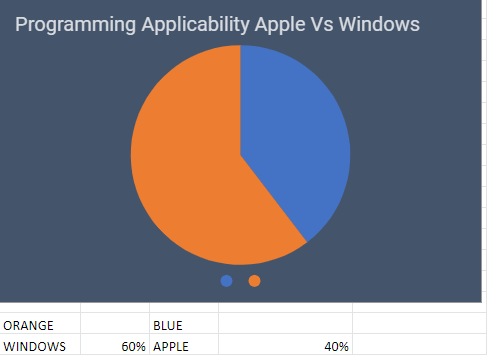 Programming Applicability Apple Vs Windows
ORANGE BLUE
WINDOWS 60% APPLE 40%